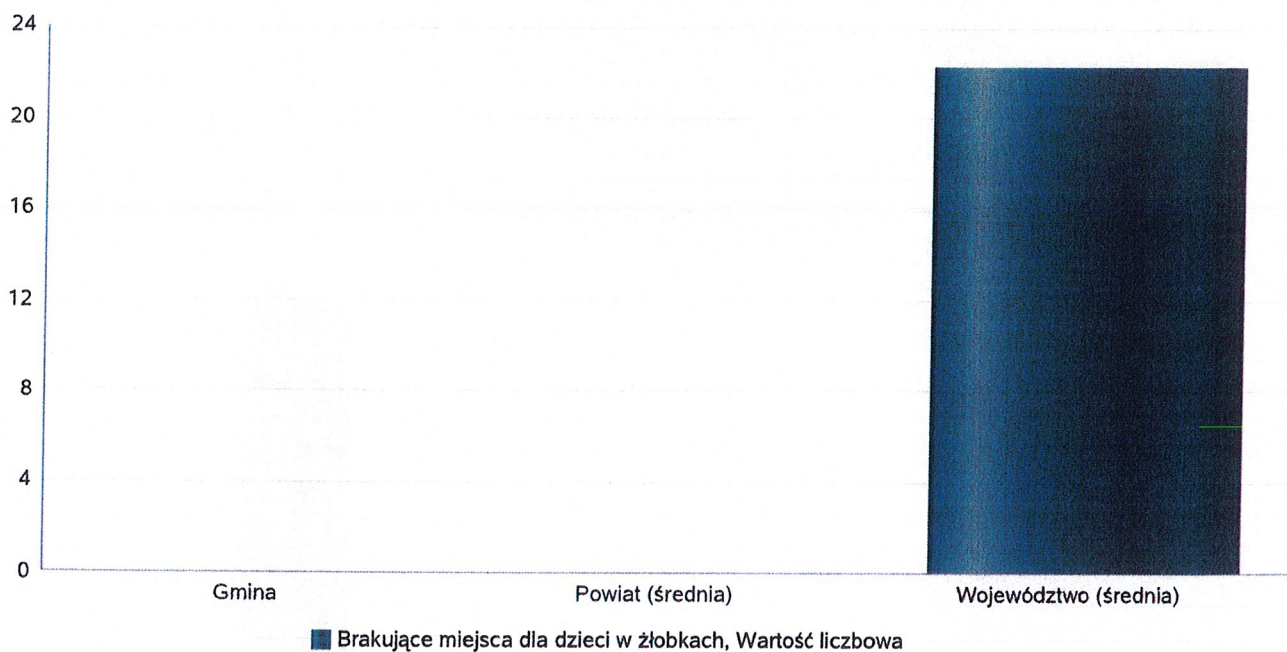 24
20
16
12
8
4
0
Gmina
Powiat (średnia)
Województwo (średnia)
Brakujące miejsca dla dzieci w żłobkach, Wartość liczbowa